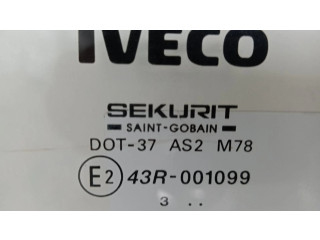 IVECO
SEKURIT
SAINT-GOBAIN
DOT-37 AS2 M78
E2 43R-001099
3 ..